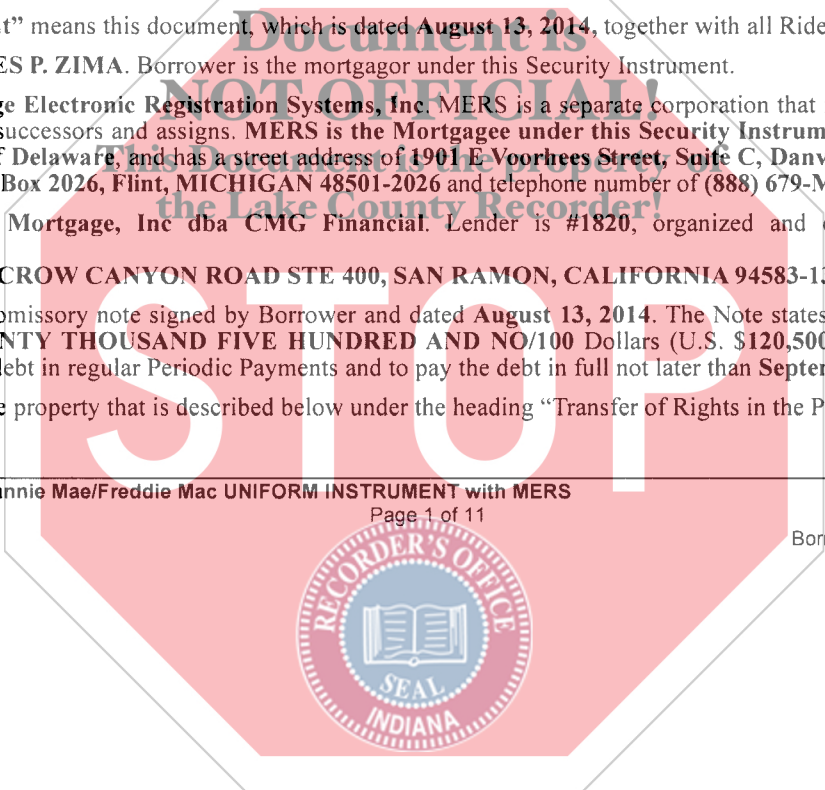 t” means this document, which is dated August 13, 2014, together with all Ride
Document is
ES P. ZIMA. Borrower is the mortgagor under this Security Instrument.
NOT OFFICIAL!
ge Electronic Registration Systems, Inc. MERS is a separate corporation that
successors and assigns. MERS is the Mortgagee under this Security Instrum
f Delaware, and has a street address of 1901 E Voorhees Street, Suite C, Danv
This Document is the property of
Box 2026, Flint, MICHIGAN 48501-2026 and telephone number of (888) 679-M
the Lake County Recorder!
Mortgage, Inc dba CMG Financial. Lender is #1820, organized and
CROW CANYON ROAD STE 400, SAN RAMON, CALIFORNIA 94583-13
omissory note signed by Borrower and dated August 13, 2014. The Note states
NTY THOUSAND FIVE HUNDRED AND NO/100 Dollars (U.S. $120,500
debt in regular Periodic Payments and to pay the debt in full not later than Septem
e property that is described below under the heading “Transfer of Rights in the P
STOP
nnie Mae/Freddie Mac UNIFORM INSTRUMENT with MERS
Page 1 of 11
Borr
RECORDER'S OFFICE
SEAL
INDIANA